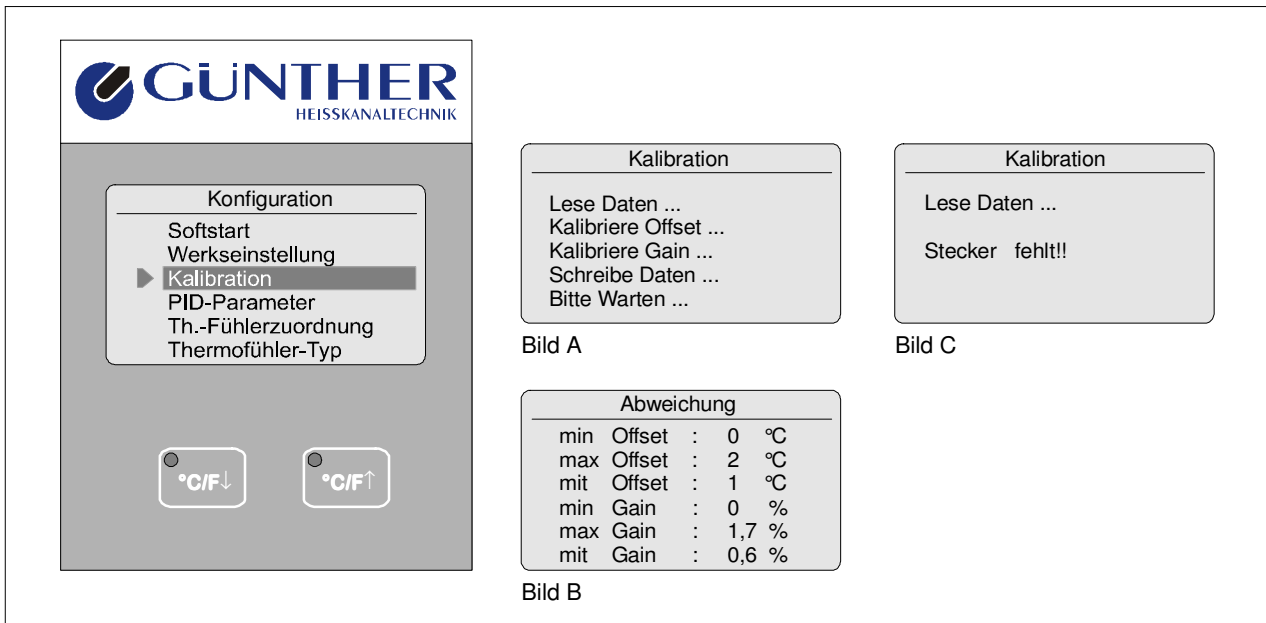 GÜNTHER
HEISSKANALTECHNIK
Konfiguration
Softstart
Werkseinstellung
Kalibration
PID-Parameter
Th.-Fühlerzuordnung
Thermofühler-Typ
°C/F↓
°C/F↑
Kalibration
Lese Daten ...
Kalibriere Offset ...
Kalibriere Gain ...
Schreibe Daten ...
Bitte Warten ...
Bild A
Kalibration
Lese Daten ...
Stecker fehlt!!
Bild C
Abweichung
min Offset : 0 °C
max Offset : 2 °C
mit Offset : 1 °C
min Gain : 0 %
max Gain : 1,7 %
mit Gain : 0,6 %
Bild B